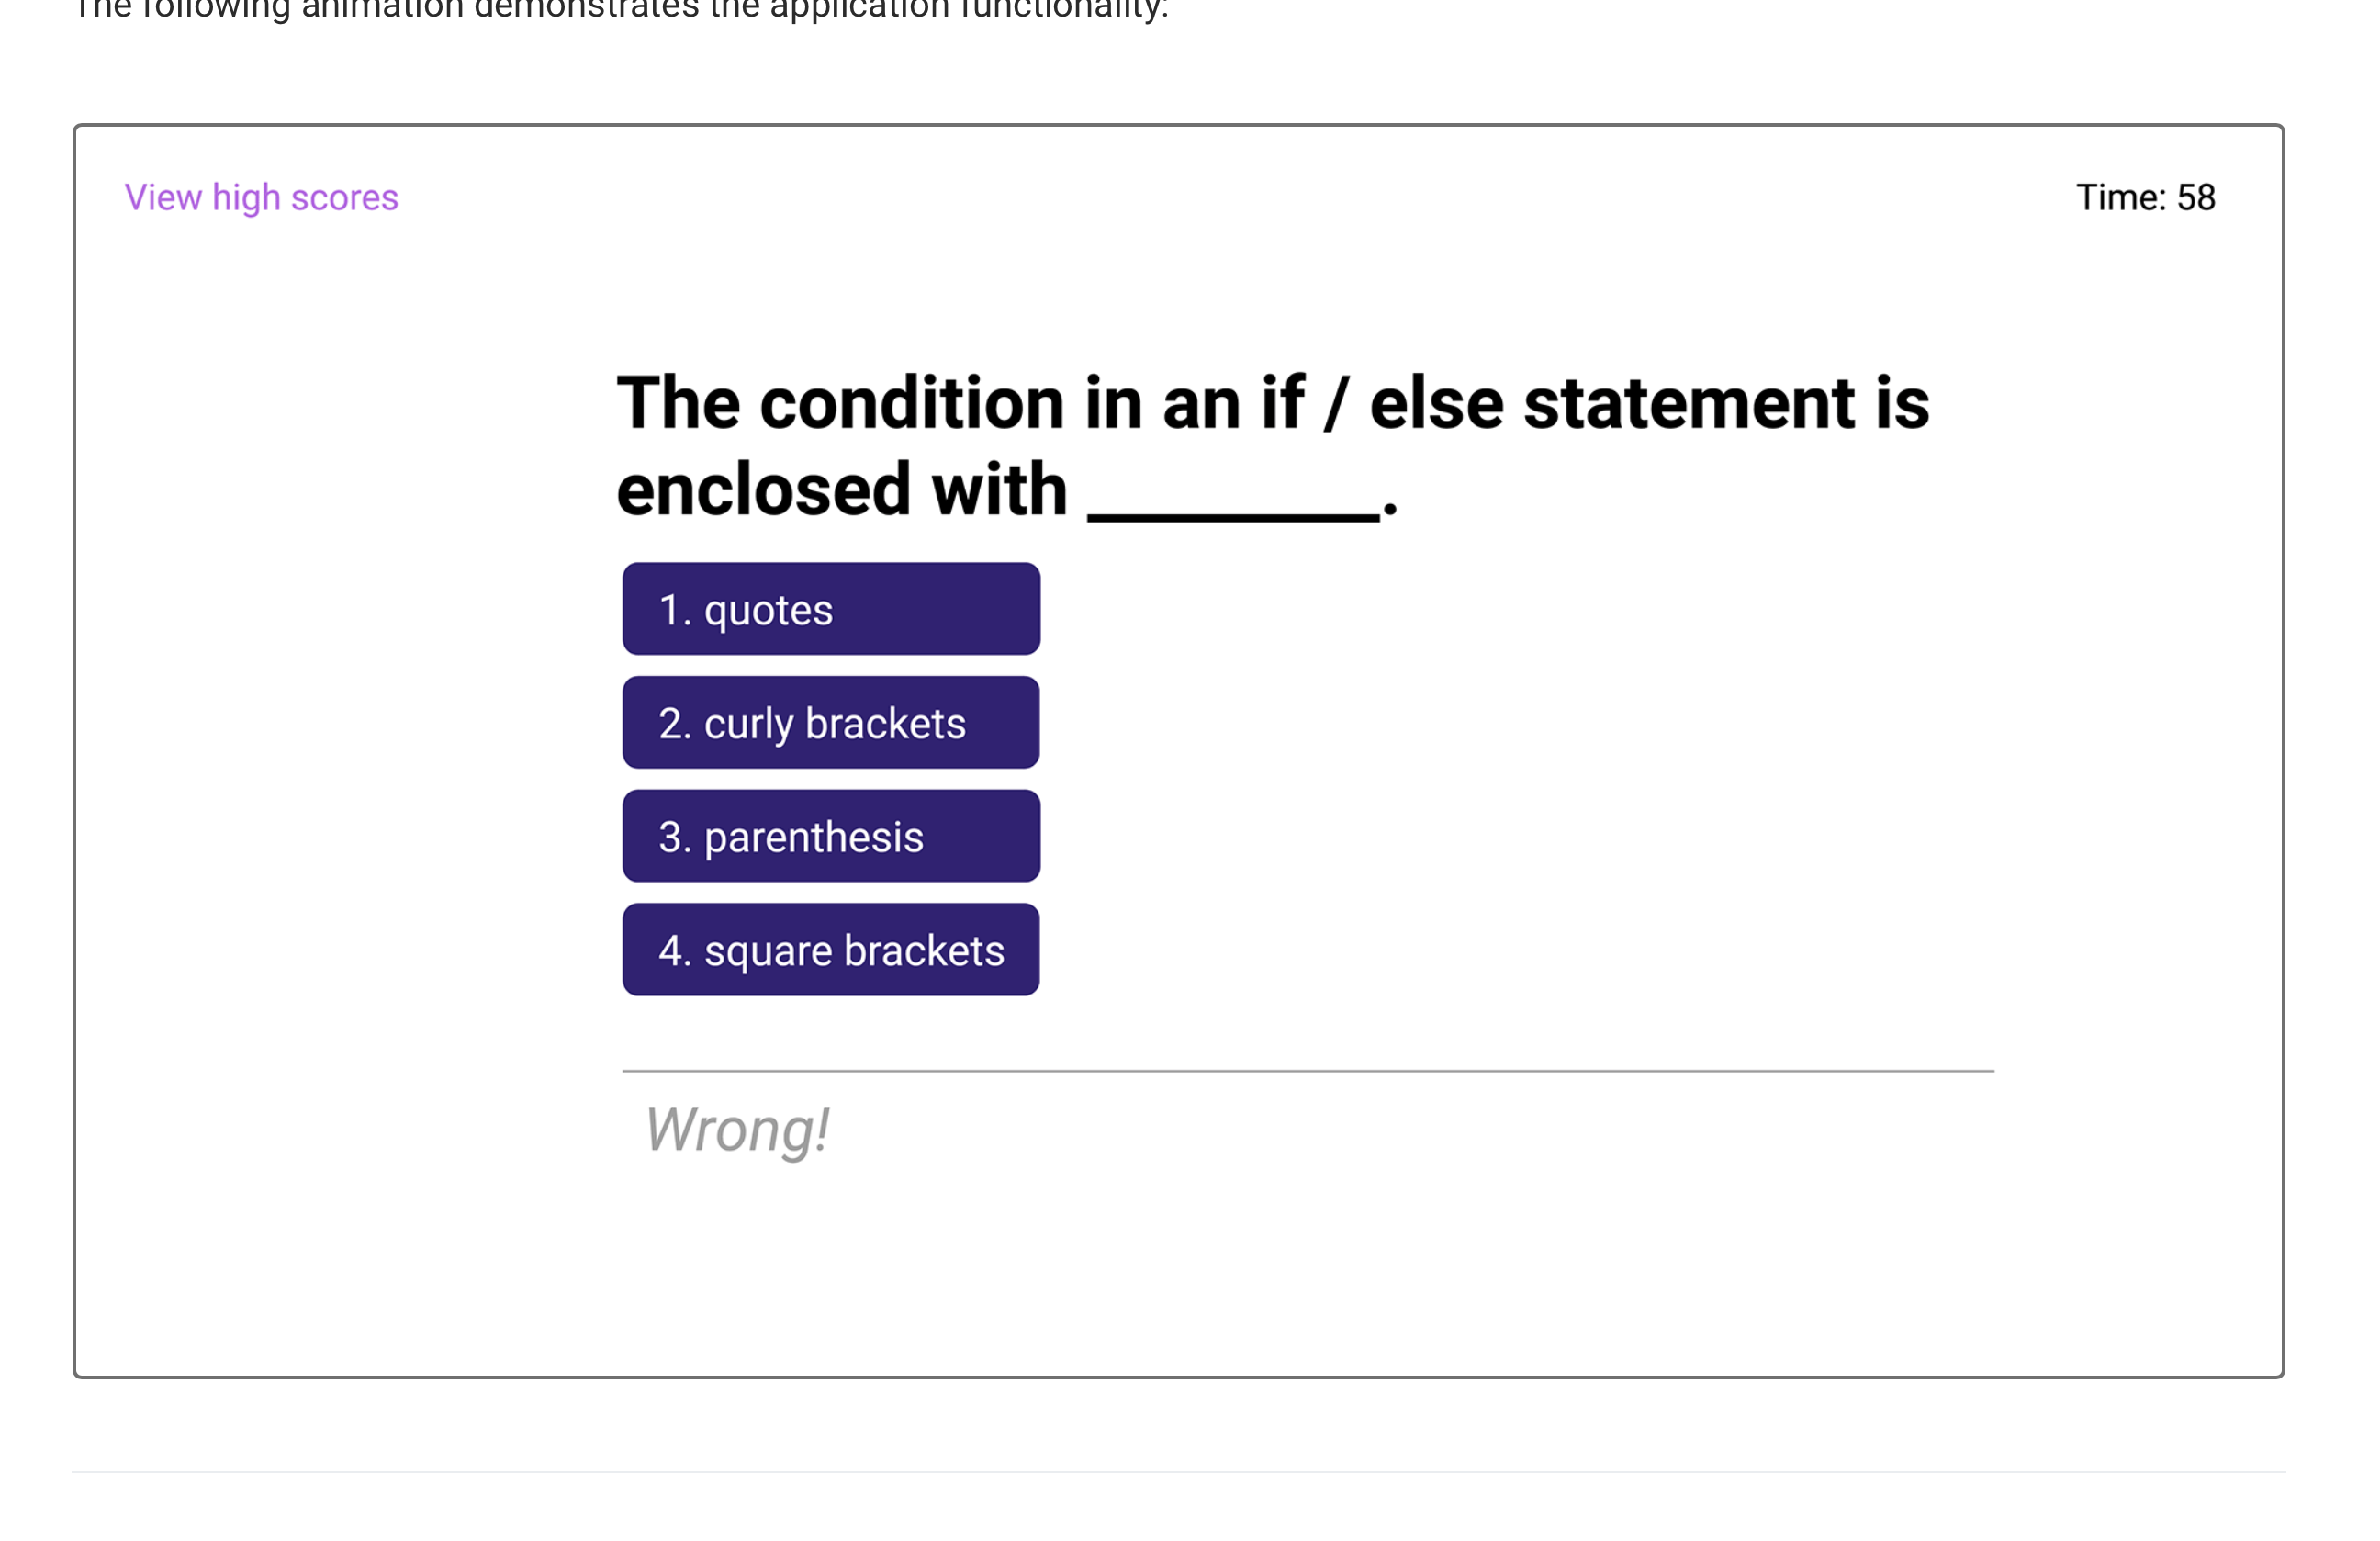 The following animation demonstrates the application functionality:
View high scores
Time: 58
The condition in an if / else statement is
enclosed with __________.
1. quotes
2. curly brackets
3. parenthesis
4. square brackets
Wrong!